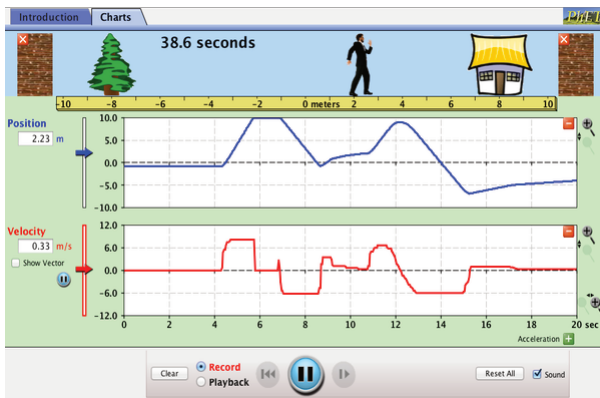 Introduction
Charts
PhET
38.6 seconds
-10 -8 -6 -4 -2 0 meters 2 4 6 8 10
Position
2.23 m
10.0
5.0
0.0
-5.0
-10.0
Velocity
0.33 m/s
Show Vector
12.0
6.0
0.0
-6.0
-12.0
0 2 4 6 8 10 12 14 16 18 20 sec
Acceleration
Clear
Record
Playback
Reset All
Sound